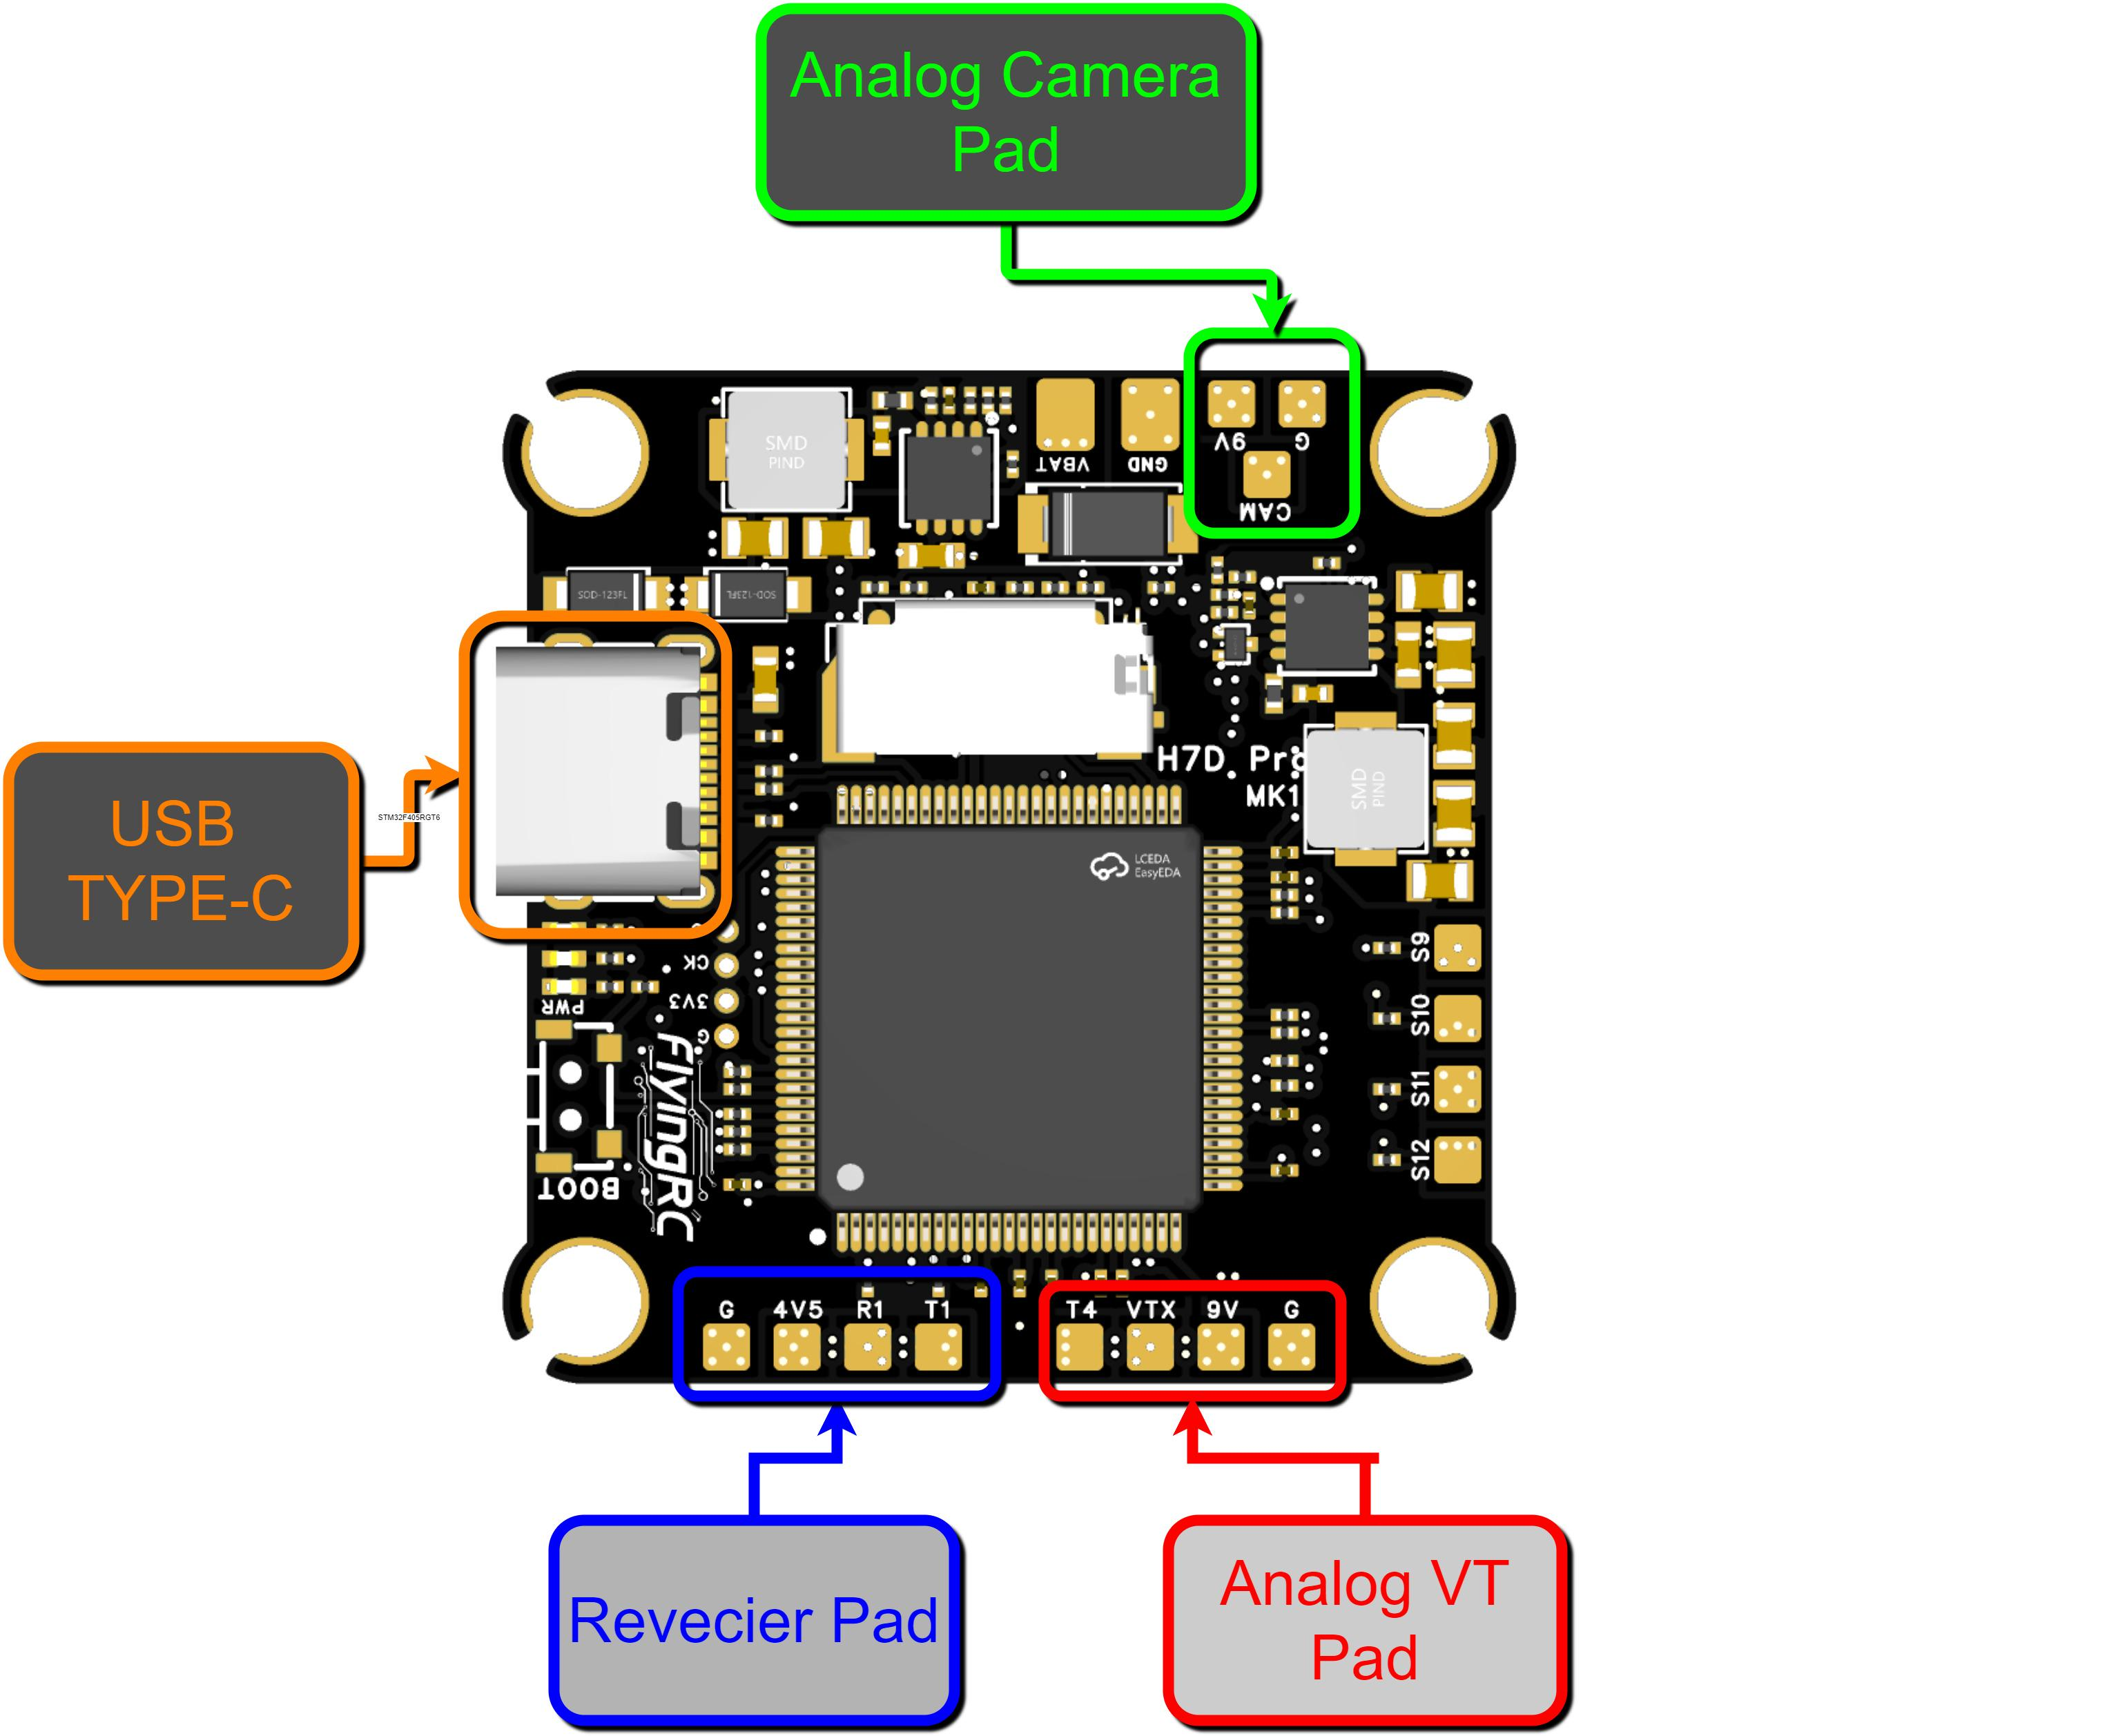 Analog Camera
Pad
SMD
PIND
VBAT
GND
9V
G
CAM
SOD-123FL
SOD-123FL
H7D Pro
MK1
SMD
PIND
USB
TYPE-C
STM32F405RGT6
LCEDA
EasyEDA
CK
3V3
G
PWR
FlyingRC
BOOT
S9
S10
S11
S12
G 4V5 R1 T1
T4 VTX 9V G
Revecier Pad
Analog VT
Pad